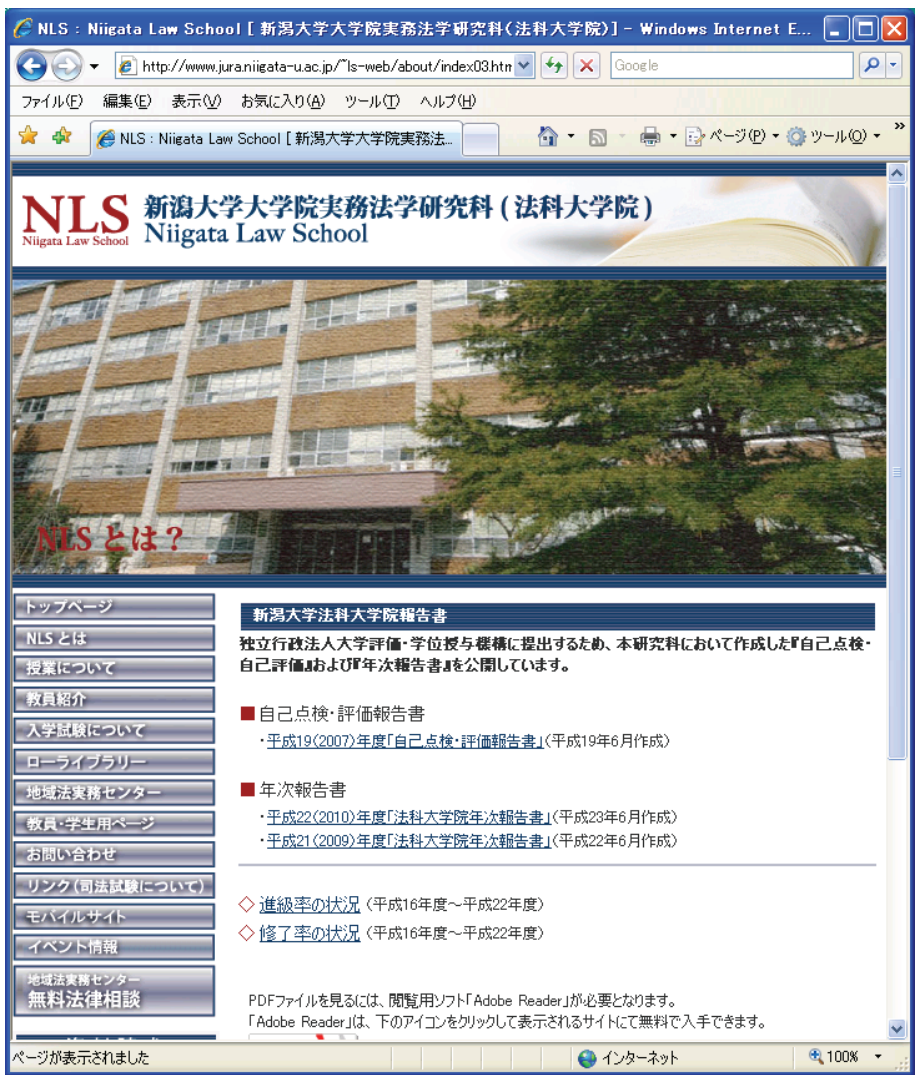 NLS : Niigata Law School [ 新潟大学大学院実務法学研究科(法科大学院)] - Windows Internet E...
http://www.jura.niigata-u.ac.jp/~ls-web/about/index03.htm
Google
ファイル(F) 編集(E) 表示(V) お気に入り(A) ツール(T) ヘルプ(H)
NLS : Niigata Law School [ 新潟大学大学院実務法...
ページ(P) ツール(O) »
NLS 新潟大学大学院実務法学研究科 ( 法科大学院 )
Niigata Law School Niigata Law School
NLS とは？
トップページ
NLS とは
授業について
教員紹介
入学試験について
ローライブラリー
地域法実務センター
教員・学生用ページ
お問い合わせ
リンク (司法試験について)
モバイルサイト
イベント情報
地域法実務センター
無料法律相談
新潟大学法科大学院報告書
独立行政法人大学評価・学位授与機構に提出するため、本研究科において作成した『自己点検・
自己評価』および『年次報告書』を公開しています。
■自己点検・評価報告書
・平成19(2007)年度「自己点検・評価報告書」(平成19年6月作成)
■年次報告書
・平成22(2010)年度「法科大学院年次報告書」(平成23年6月作成)
・平成21(2009)年度「法科大学院年次報告書」(平成22年6月作成)
◇進級率の状況 (平成16年度～平成22年度)
◇修了率の状況 (平成16年度～平成22年度)
PDFファイルを見るには、閲覧用ソフト「Adobe Reader」が必要となります。
「Adobe Reader」は、下のアイコンをクリックして表示されるサイトにて無料で入手できます。
ページが表示されました
インターネット
100%